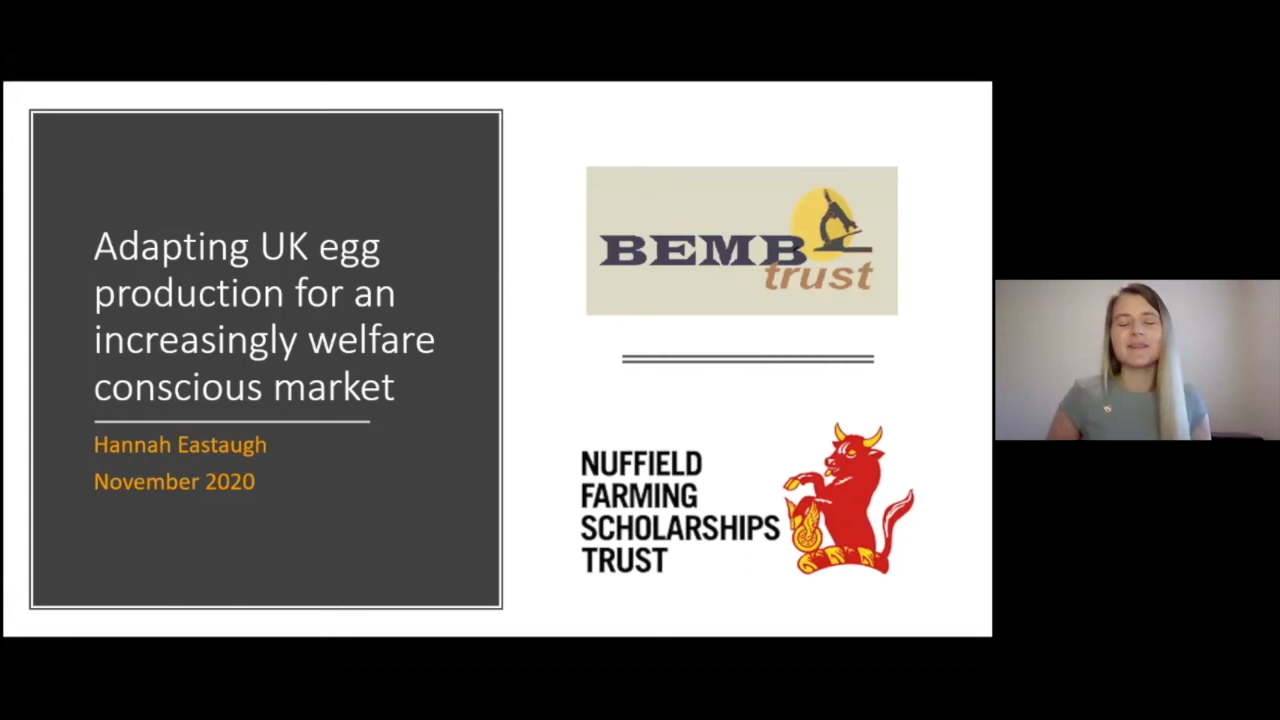 Adapting UK egg
production for an
increasingly welfare
conscious market
Hannah Eastaugh
November 2020
BEMB
trust
NUFFIELD
FARMING
SCHOLARSHIPS
TRUST